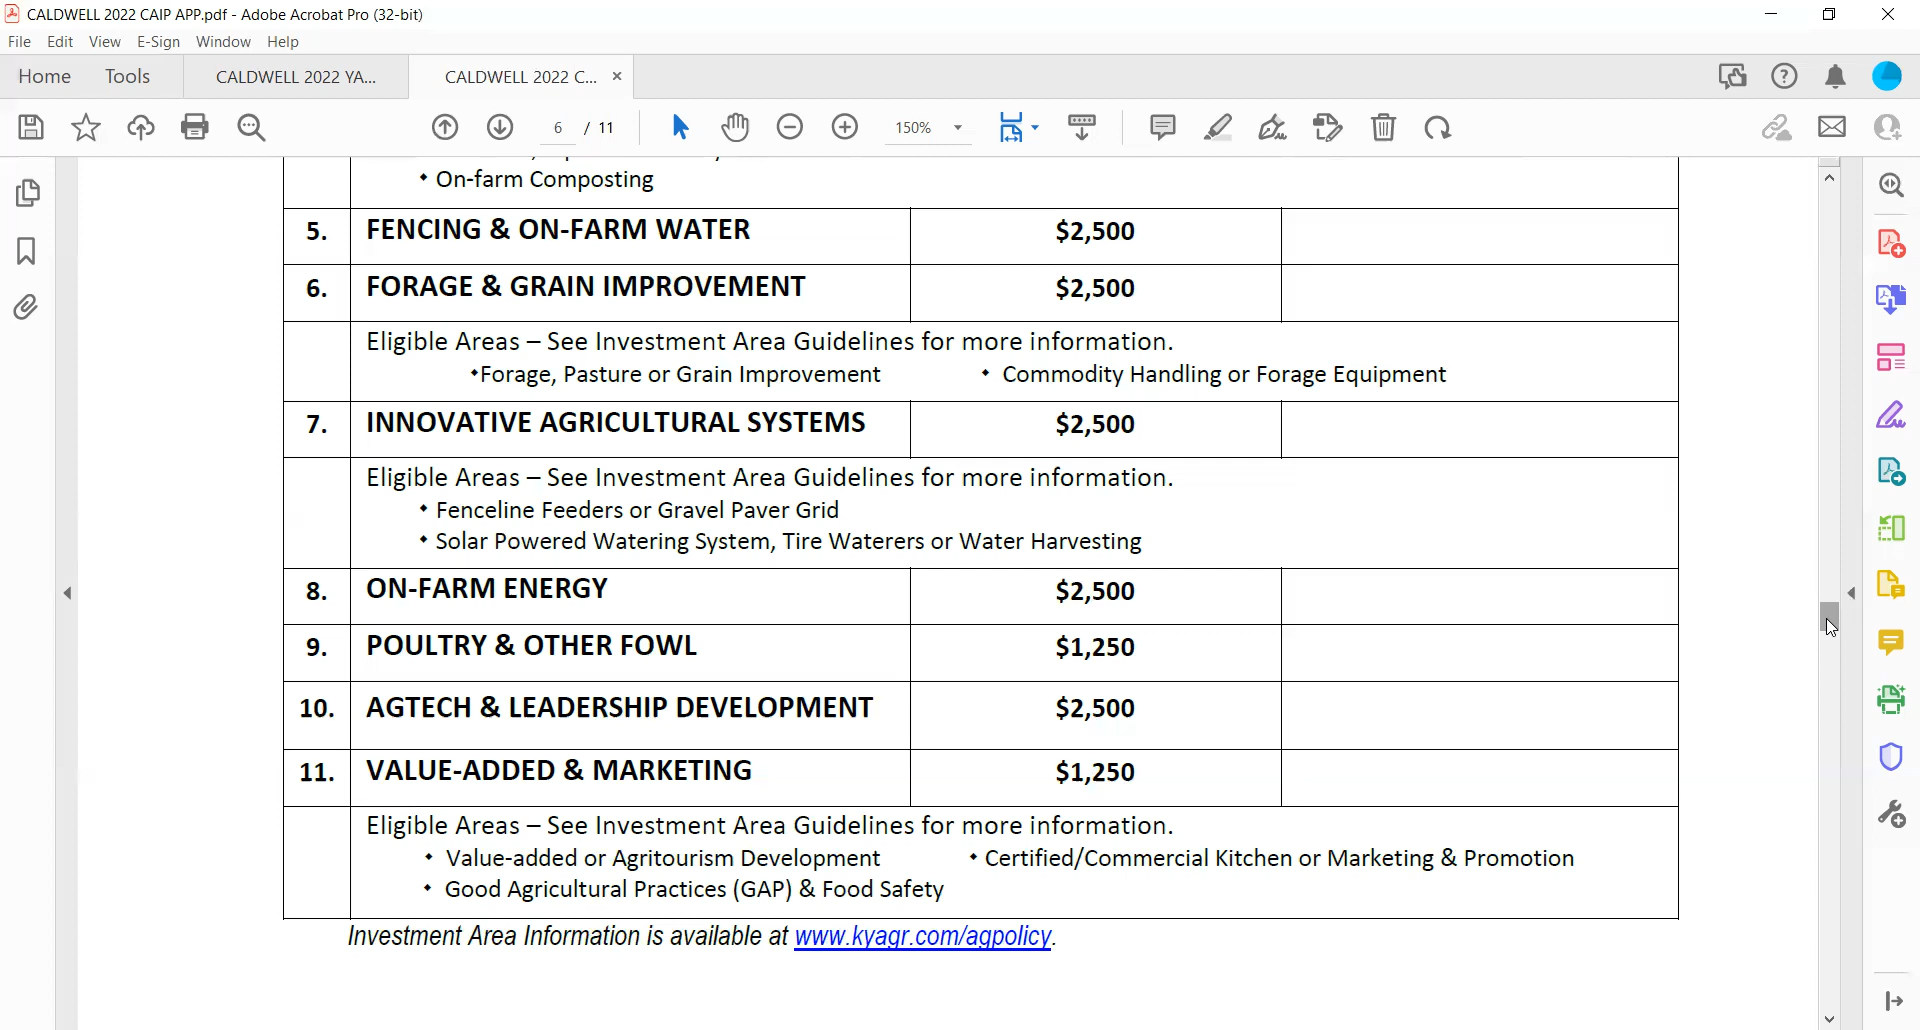 CALDWELL 2022 CAIP APP.pdf - Adobe Acrobat Pro (32-bit)
File Edit View E-Sign Window Help
Home Tools CALDWELL 2022 YA... CALDWELL 2022 C... ×
6 / 11 150%
• On-farm Composting
5. FENCING & ON-FARM WATER $2,500
6. FORAGE & GRAIN IMPROVEMENT $2,500
Eligible Areas – See Investment Area Guidelines for more information.
•Forage, Pasture or Grain Improvement • Commodity Handling or Forage Equipment
7. INNOVATIVE AGRICULTURAL SYSTEMS $2,500
Eligible Areas – See Investment Area Guidelines for more information.
• Fenceline Feeders or Gravel Paver Grid
• Solar Powered Watering System, Tire Waterers or Water Harvesting
8. ON-FARM ENERGY $2,500
9. POULTRY & OTHER FOWL $1,250
10. AGTECH & LEADERSHIP DEVELOPMENT $2,500
11. VALUE-ADDED & MARKETING $1,250
Eligible Areas – See Investment Area Guidelines for more information.
• Value-added or Agritourism Development • Certified/Commercial Kitchen or Marketing & Promotion
• Good Agricultural Practices (GAP) & Food Safety
Investment Area Information is available at www.kyagr.com/agpolicy.